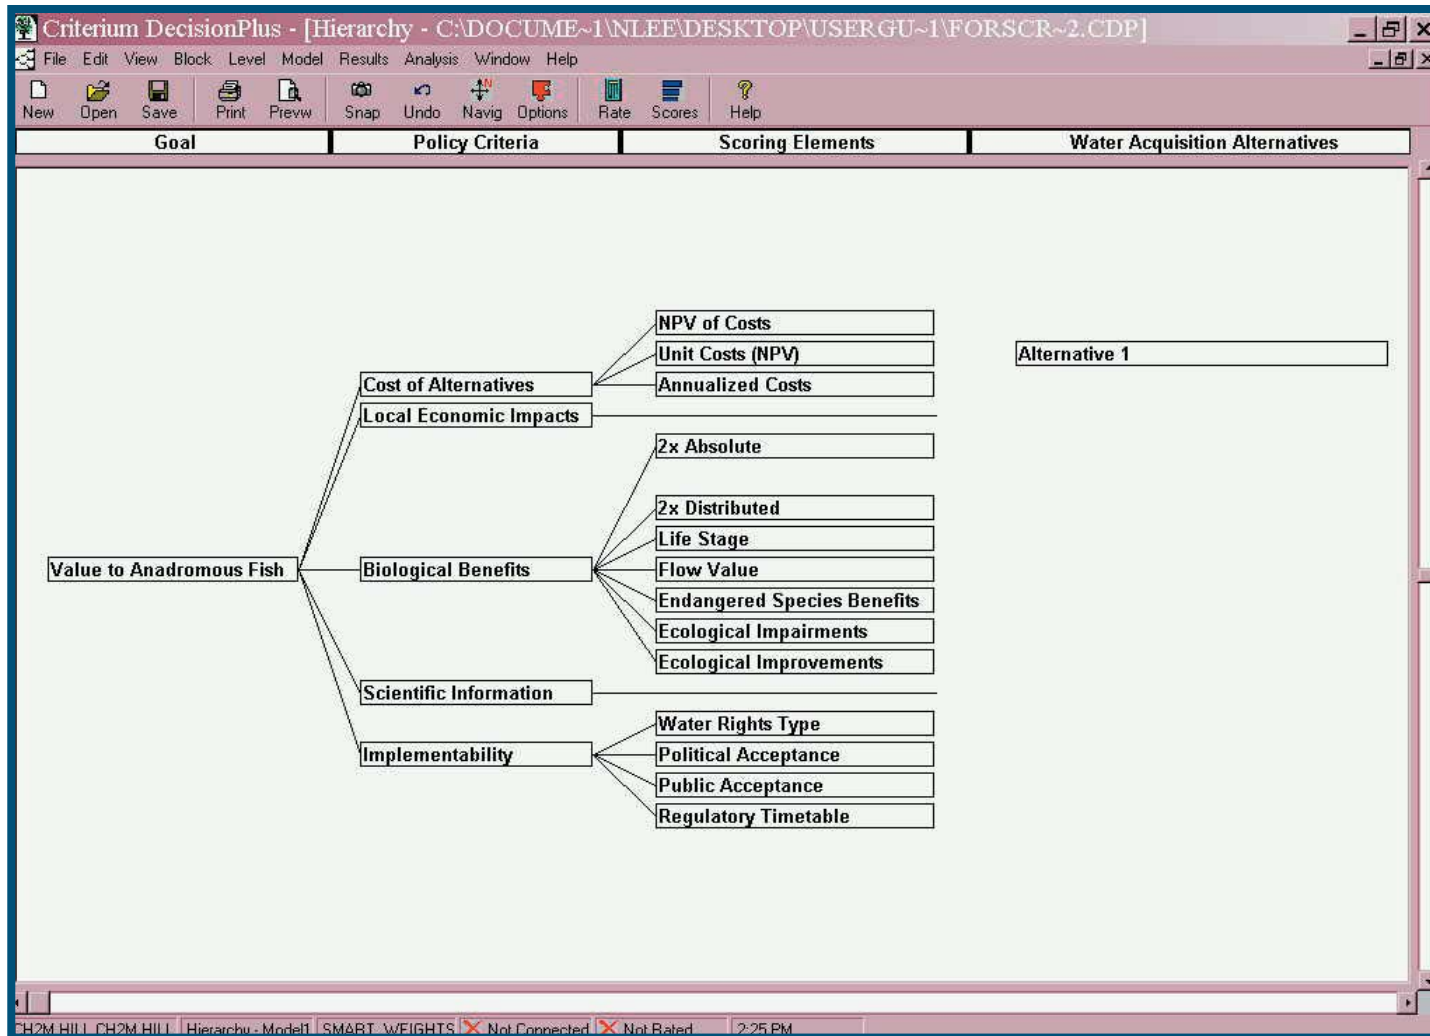 Criterium DecisionPlus - [Hierarchy - C:\DOCUME~1\NLEE\DESKTOP\USERGU~1\FORSCR~2.CDP]
File Edit View Block Level Model Results Analysis Window Help
New Open Save Print Prevw Snap Undo Navig Options Rate Scores Help
Goal Policy Criteria Scoring Elements Water Acquisition Alternatives
NPV of Costs
Unit Costs (NPV) Alternative 1
Cost of Alternatives Annualized Costs
Local Economic Impacts
2x Absolute
2x Distributed
Life Stage
Value to Anadromous Fish Biological Benefits Flow Value
Endangered Species Benefits
Ecological Impairments
Ecological Improvements
Scientific Information
Water Rights Type
Implementability Political Acceptance
Public Acceptance
Regulatory Timetable
CH2M HILL, CH2M HILL Hierarchy - Model1 SMART, WEIGHTS Not Connected Not Rated 2:25 PM